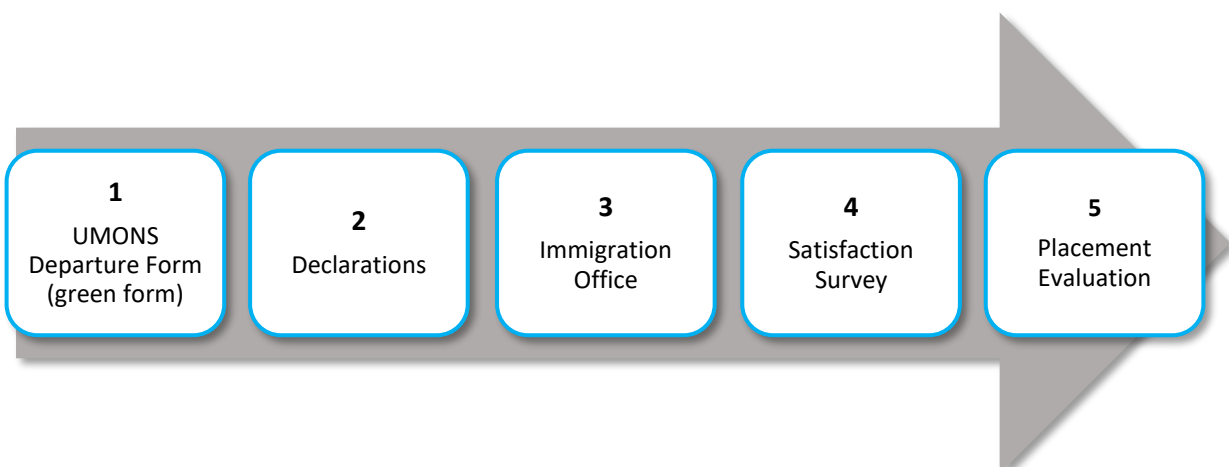 1
UMONS
Departure Form
(green form)
2
Declarations
3
Immigration
Office
4
Satisfaction
Survey
5
Placement
Evaluation